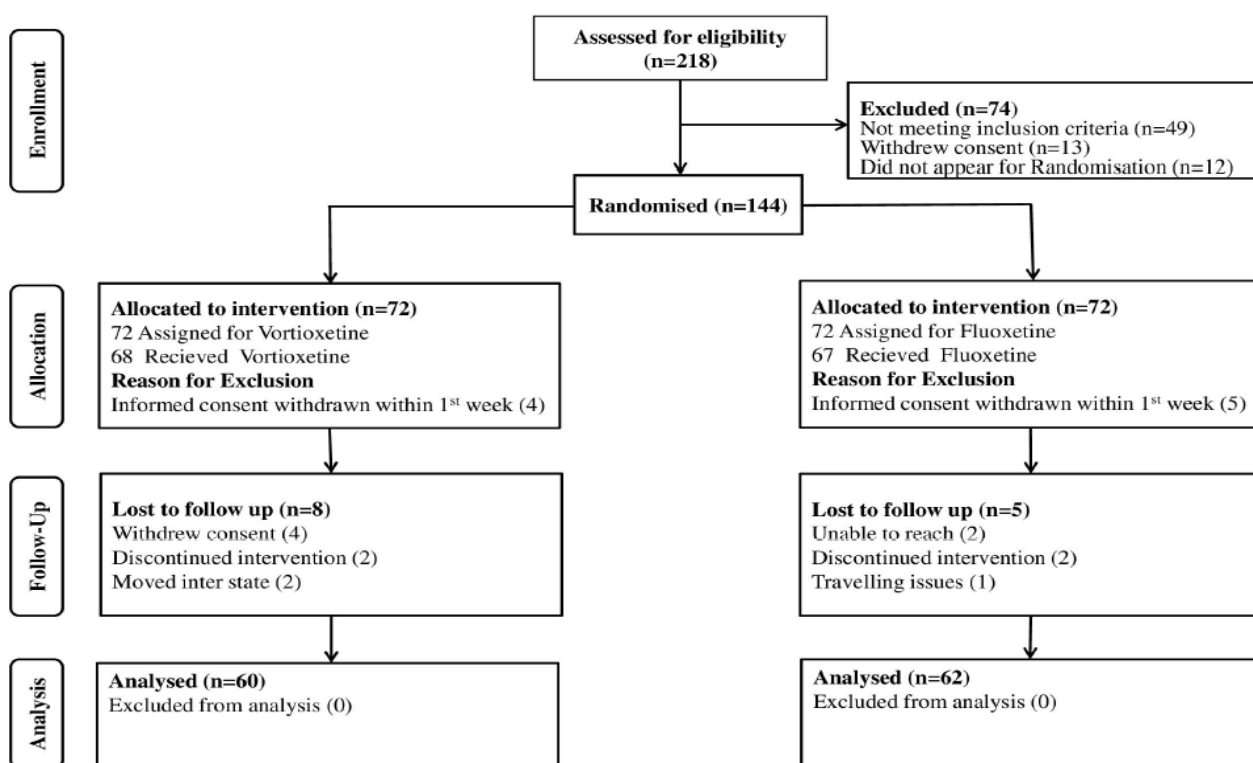 Enrollment
Assessed for eligibility
(n=218)
Excluded (n=74)
Not meeting inclusion criteria (n=49)
Withdrew consent (n=13)
Did not appear for Randomisation (n=12)
Randomised (n=144)
Allocation
Allocated to intervention (n=72)
72 Assigned for Vortioxetine
68 Recieved Vortioxetine
Reason for Exclusion
Informed consent withdrawn within 1st week (4)
Allocated to intervention (n=72)
72 Assigned for Fluoxetine
67 Recieved Fluoxetine
Reason for Exclusion
Informed consent withdrawn within 1st week (5)
Follow-Up
Lost to follow up (n=8)
Withdrew consent (4)
Discontinued intervention (2)
Moved inter state (2)
Lost to follow up (n=5)
Unable to reach (2)
Discontinued intervention (2)
Travelling issues (1)
Analysis
Analysed (n=60)
Excluded from analysis (0)
Analysed (n=62)
Excluded from analysis (0)